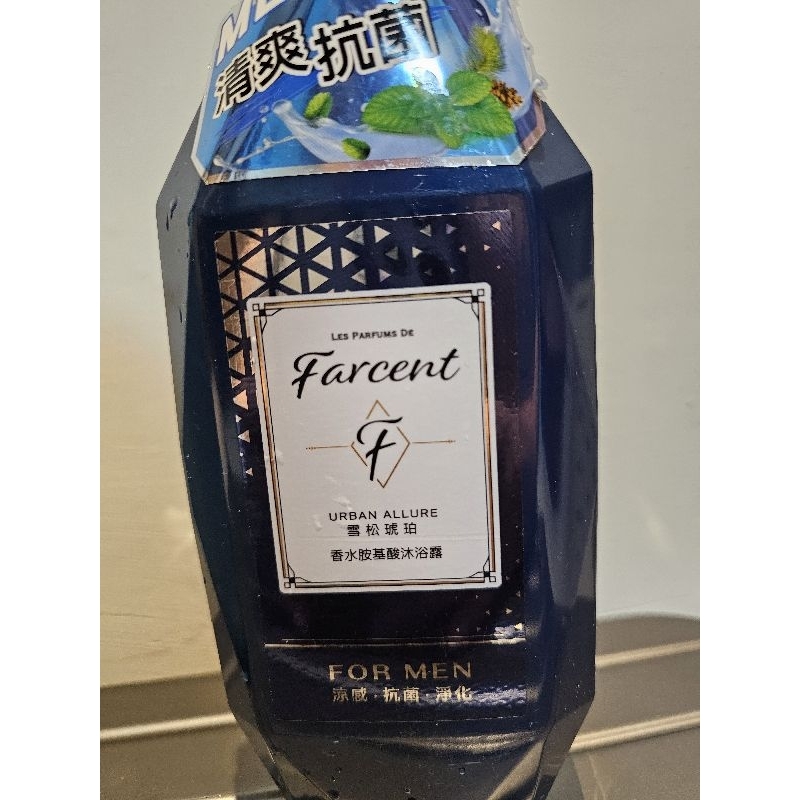 清爽抗菌
LES PARFUMS DE
Farcent
F
URBAN ALLURE
雪松琥珀
香水胺基酸沐浴露
FOR MEN
涼感·抗菌·淨化